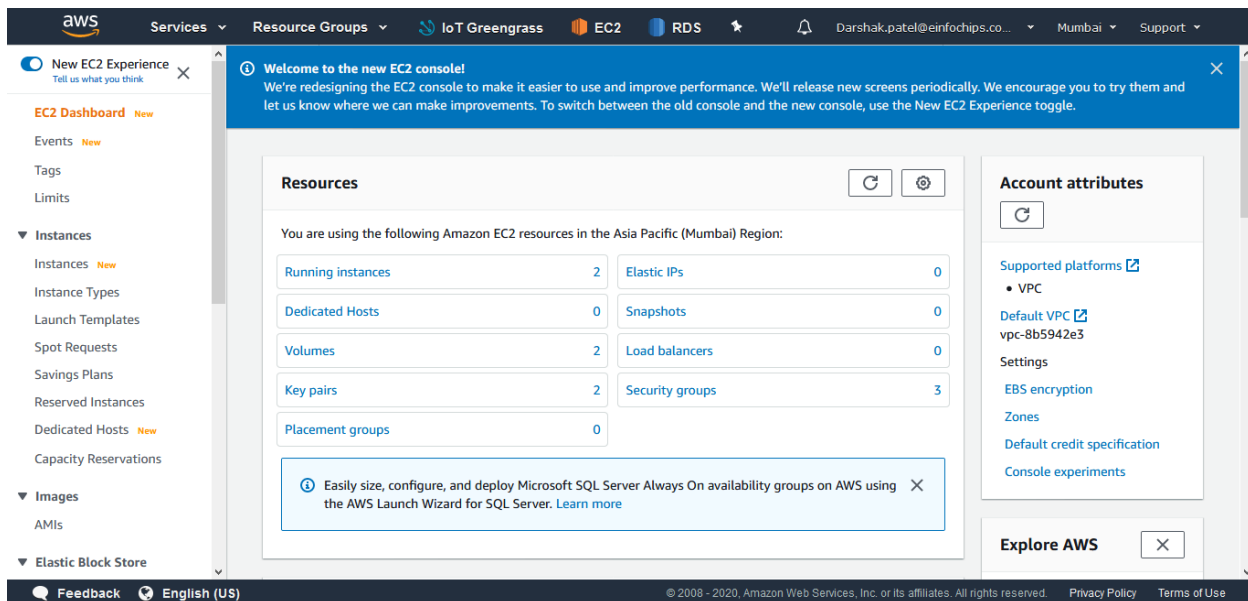 aws
Services
Resource Groups
IoT Greengrass
EC2
RDS
Darshak.patel@einfochips.co...
Mumbai
Support
New EC2 Experience
Tell us what you think
EC2 Dashboard New
Events New
Tags
Limits
Instances
Instances New
Instance Types
Launch Templates
Spot Requests
Savings Plans
Reserved Instances
Dedicated Hosts New
Capacity Reservations
Images
AMIs
Elastic Block Store
Welcome to the new EC2 console!
We're redesigning the EC2 console to make it easier to use and improve performance. We'll release new screens periodically. We encourage you to try them and
let us know where we can make improvements. To switch between the old console and the new console, use the New EC2 Experience toggle.
Resources
You are using the following Amazon EC2 resources in the Asia Pacific (Mumbai) Region:
Running instances 2
Elastic IPs 0
Dedicated Hosts 0
Snapshots 0
Volumes 2
Load balancers 0
Key pairs 2
Security groups 3
Placement groups 0
Easily size, configure, and deploy Microsoft SQL Server Always On availability groups on AWS using
the AWS Launch Wizard for SQL Server. Learn more
Account attributes
Supported platforms
• VPC
Default VPC
vpc-8b5942e3
Settings
EBS encryption
Zones
Default credit specification
Console experiments
Explore AWS
Feedback
English (US)
© 2008 - 2020, Amazon Web Services, Inc. or its affiliates. All rights reserved.
Privacy Policy
Terms of Use